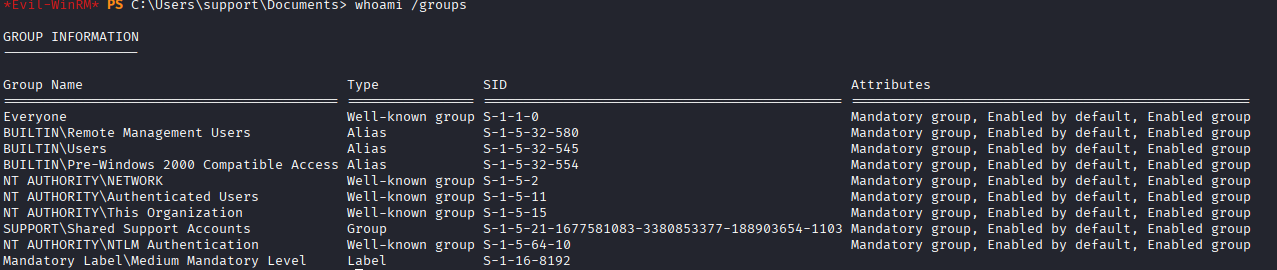 *Evil-WinRM* PS C:\Users\support\Documents> whoami /groups
GROUP INFORMATION
-----------------
Group Name Type SID Attributes
========================================== =============== ============================================= ==================================================
Everyone Well-known group S-1-1-0 Mandatory group, Enabled by default, Enabled group
BUILTIN\Remote Management Users Alias S-1-5-32-580 Mandatory group, Enabled by default, Enabled group
BUILTIN\Users Alias S-1-5-32-545 Mandatory group, Enabled by default, Enabled group
BUILTIN\Pre-Windows 2000 Compatible Access Alias S-1-5-32-554 Mandatory group, Enabled by default, Enabled group
NT AUTHORITY\NETWORK Well-known group S-1-5-2 Mandatory group, Enabled by default, Enabled group
NT AUTHORITY\Authenticated Users Well-known group S-1-5-11 Mandatory group, Enabled by default, Enabled group
NT AUTHORITY\This Organization Well-known group S-1-5-15 Mandatory group, Enabled by default, Enabled group
SUPPORT\Shared Support Accounts Group S-1-5-21-1677581083-3380853377-188903654-1103 Mandatory group, Enabled by default, Enabled group
NT AUTHORITY\NTLM Authentication Well-known group S-1-5-64-10 Mandatory group, Enabled by default, Enabled group
Mandatory Label\Medium Mandatory Level Label S-1-16-8192